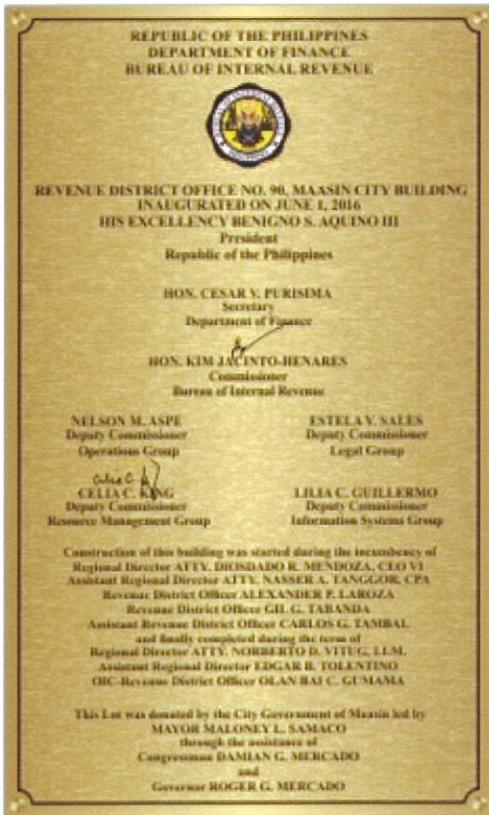 REPUBLIC OF THE PHILIPPINES
DEPARTMENT OF FINANCE
BUREAU OF INTERNAL REVENUE
REVENUE DISTRICT OFFICE NO. 90, MAASIN CITY BUILDING
INAUGURATED ON JUNE 1, 2016
HIS EXCELLENCY BENIGNO S. AQUINO III
President
Republic of the Philippines
HON. CESAR V. PURISIMA
Secretary
Department of Finance
HON. KIM JACINTO-HENARES
Commissioner
Bureau of Internal Revenue
NELSON M. ASPE
Deputy Commissioner
Operations Group
ESTELA V. SALES
Deputy Commissioner
Legal Group
CELIA C. KING
Deputy Commissioner
Resource Management Group
LILIA C. GUILLERMO
Deputy Commissioner
Information Systems Group
Construction of this building was started during the incumbency of
Regional Director ATTY. DIOSDADO R. MENDOZA, CEO VI
Assistant Regional Director ATTY. NASSER A. TANGGOR, CPA
Revenue District Officer ALEXANDER P. LAROZA
Revenue District Officer GIL G. TABANDA
Assistant Revenue District Officer CARLOS G. TAMBAL
and finally completed during the term of
Regional Director ATTY. NORBERTO D. VITUG, LLM.
Assistant Regional Director EDGAR B. TOLENTINO
OIC-Revenue District Officer OLAN BAI C. GUMAMA
This Lot was donated by the City Government of Maasin led by
MAYOR MALONEY L. SAMACO
through the assistance of
Congressman DAMIAN G. MERCADO
and
Governor ROGER G. MERCADO